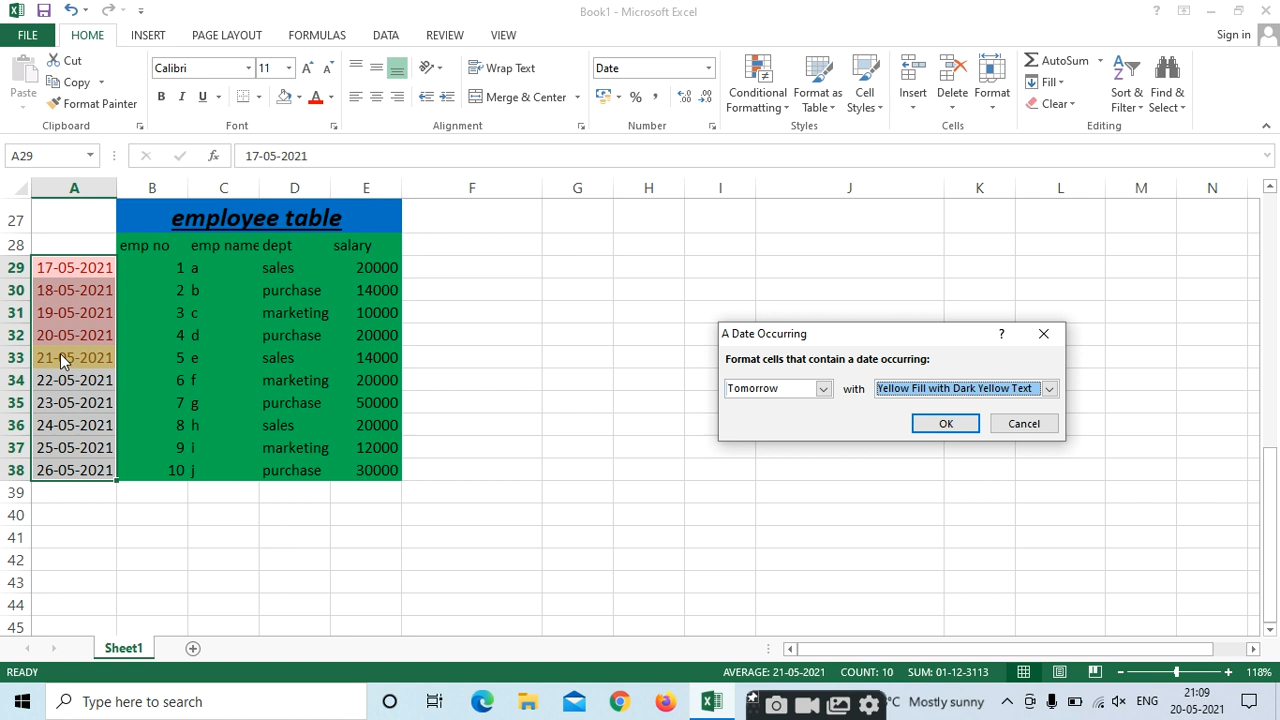 Book1 - Microsoft Excel
FILE HOME INSERT PAGE LAYOUT FORMULAS DATA REVIEW VIEW Sign in
Paste Cut Copy Format Painter Clipboard
Calibri 11 B I U A A A Font
Wrap Text Merge & Center Alignment
Date % , Number
Conditional Formatting Format as Table Cell Styles Styles
Insert Delete Format Cells
AutoSum Fill Clear Sort & Filter Find & Select Editing
A29 fx 17-05-2021
A B C D E F G H I J K L M N
27 employee table
28 emp no emp name dept salary
29 17-05-2021 1 a sales 20000
30 18-05-2021 2 b purchase 14000
31 19-05-2021 3 c marketing 10000
32 20-05-2021 4 d purchase 20000
33 21-05-2021 5 e sales 14000
34 22-05-2021 6 f marketing 20000
35 23-05-2021 7 g purchase 50000
36 24-05-2021 8 h sales 20000
37 25-05-2021 9 i marketing 12000
38 26-05-2021 10 j purchase 30000
39
40
41
42
43
44
45
A Date Occurring ?
Format cells that contain a date occurring:
Tomorrow with Yellow Fill with Dark Yellow Text
OK Cancel
Sheet1
READY AVERAGE: 21-05-2021 COUNT: 10 SUM: 01-12-3113 118%
Type here to search °C Mostly sunny ENG 21:09
20-05-2021